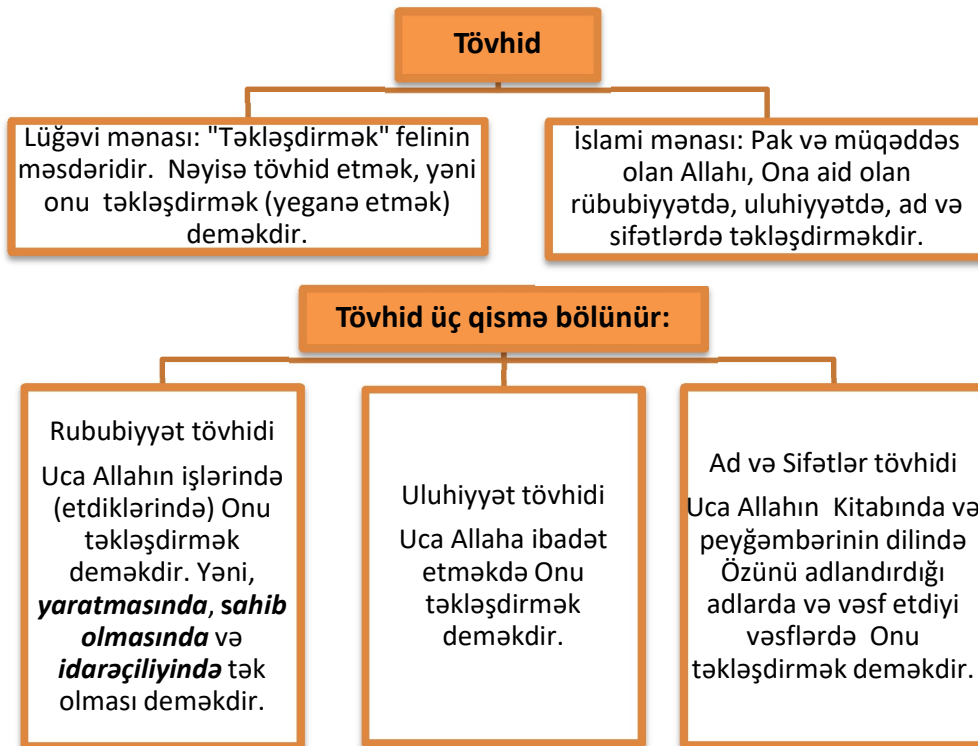 Tövhid
Lüğəvi mənası: "Təkləşdirmək" felinin
məsdəridir. Nəyisə tövhid etmək, yəni
onu təkləşdirmək (yeganə etmək)
deməkdir.
İslami mənası: Pak və müqəddəs
olan Allahı, Ona aid olan
rübubiyyətdə, uluhiyyətdə, ad və
sifətlərdə təkləşdirməkdir.
Tövhid üç qismə bölünür:
Rububiyyət tövhidi
Uca Allahın işlərində
(etdiklərində) Onu
təkləşdirmək
deməkdir. Yəni,
yaratmasında, sahib
olmasında və
idarəçiliyində tək
olması deməkdir.
Uluhiyyət tövhidi
Uca Allaha ibadət
etməkdə Onu
təkləşdirmək
deməkdir.
Ad və Sifətlər tövhidi
Uca Allahın Kitabında və
peyğəmbərinin dilində
Özünü adlandırdığı
adlarda və vəsf etdiyi
vəsflərdə Onu
təkləşdirmək deməkdir.